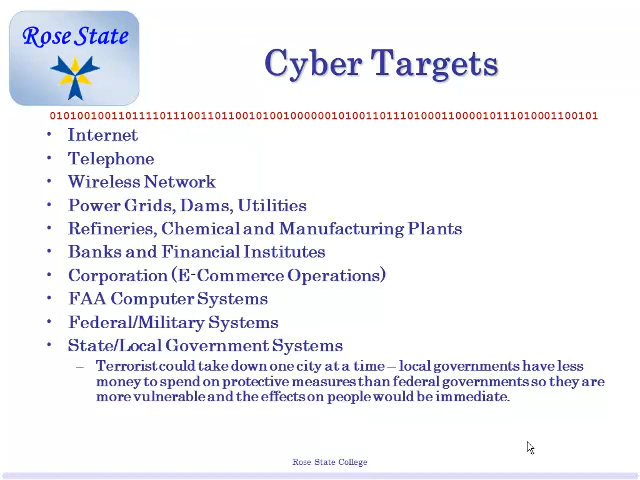 Rose State
Cyber Targets
01010010011011110111001101100101001000000101001101110100011000010111010001100101
• Internet
• Telephone
• Wireless Network
• Power Grids, Dams, Utilities
• Refineries, Chemical and Manufacturing Plants
• Banks and Financial Institutes
• Corporation (E-Commerce Operations)
• FAA Computer Systems
• Federal/Military Systems
• State/Local Government Systems
– Terrorist could take down one city at a time – local governments have less
money to spend on protective measures than federal governments so they are
more vulnerable and the effects on people would be immediate.
Rose State College